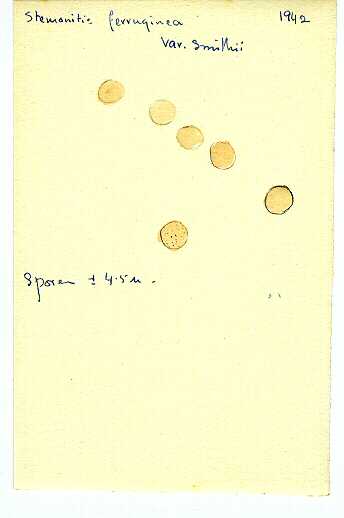 Stemonitis ferruginea 1942
var. Smithii
Sporen ± 4.5 µ.